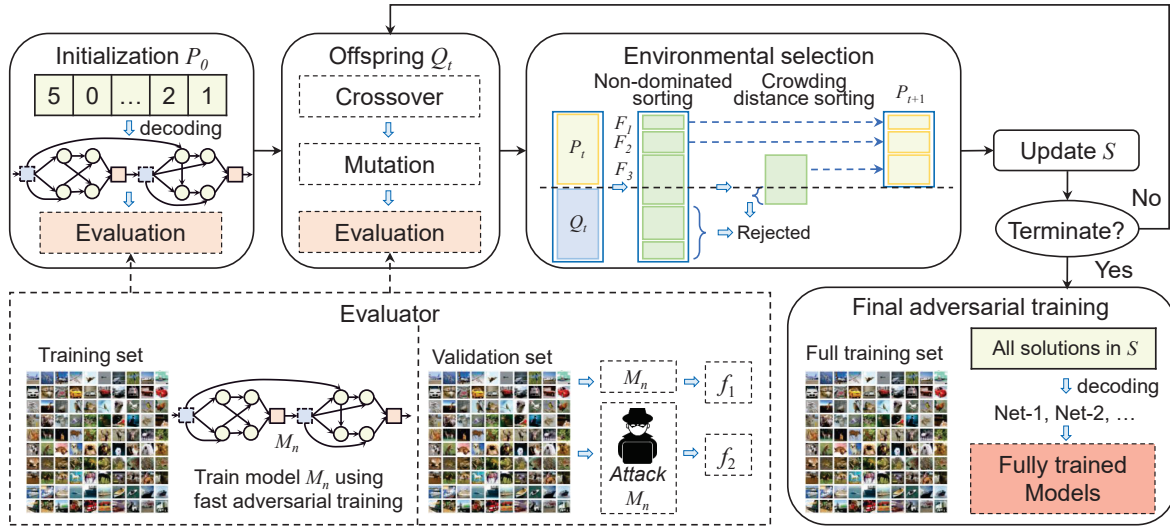 Initialization P0
5 0 ... 2 1
decoding
Evaluation
Offspring Qt
Crossover
Mutation
Evaluation
Environmental selection
Non-dominated
sorting
Crowding
distance sorting
Pt+1
F1
F2
F3
Pt
Qt
Rejected
Update S
Terminate?
No
Yes
Evaluator
Training set
Mn
Train model Mn using
fast adversarial training
Validation set
Mn
f1
Attack
Mn
f2
Final adversarial training
Full training set
All solutions in S
decoding
Net-1, Net-2, ...
Fully trained
Models